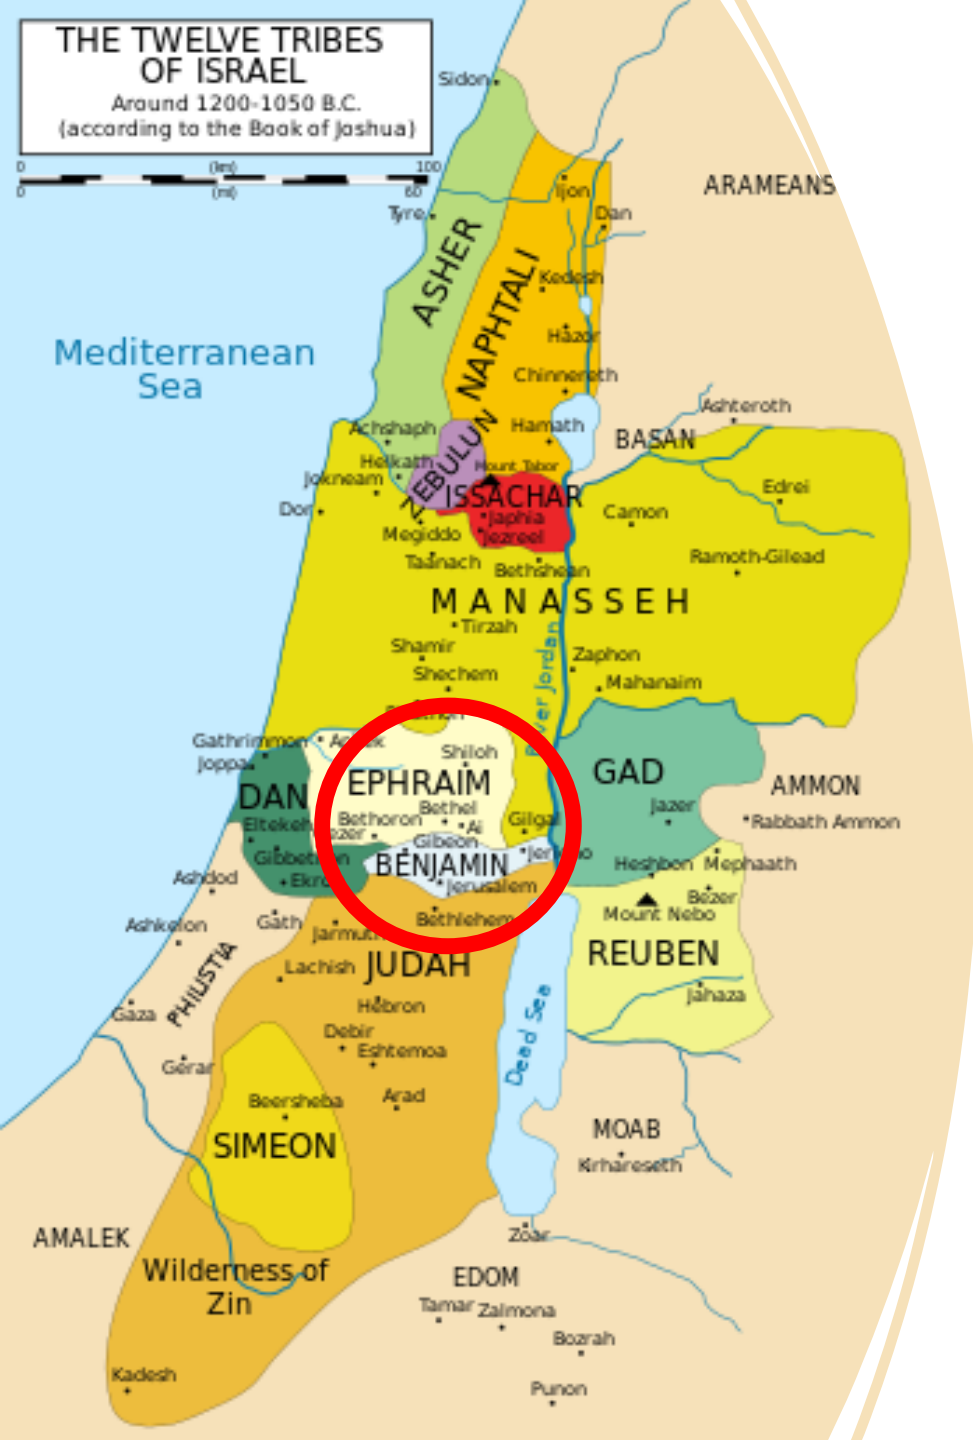 THE TWELVE TRIBES
OF ISRAEL
Around 1200-1050 B.C.
(according to the Book of Joshua)
0 (km) 100
0 (mi) 60
Sidon
ARAMEANS
Ijon
Dan
Tyre
ASHER
NAPHTALI
Kedesh
Hazor
Mediterranean
Sea
Chinnereth
Ashteroth
Achshaph
Hamath
BASAN
Helkath
Mount Tabor
Jokneam
ISSACHAR
Edrei
Dor
Japhia
Camon
Megiddo
Jezreel
Taanach
Bethshean
Ramoth-Gilead
MANASSEH
Tirzah
Shamir
River Jordan
Zaphon
Shechem
Mahanaim
Gathrimmon
Shiloh
Joppa
EPHRAIM
GAD
AMMON
DAN
Bethel
Jazer
Eltekeh
Bethoron
Ai
Gilgal
Rabbath Ammon
Gibeon
Gibbethon
BENJAMIN
Heshbon
Mephaath
Ashdod
Jerusalem
Bezer
Mount Nebo
Ashkelon
Gath
Bethlehem
JUDAH
REUBEN
PHILISTIA
Lachish
Jahaza
Gaza
Hebron
Dead Sea
Debir
Eshtemoa
Gerar
Beersheba
Arad
SIMEON
MOAB
Kirhareseth
AMALEK
Zoar
Wilderness of
Zin
EDOM
Tamar
Zalmona
Bozrah
Kadesh
Punon